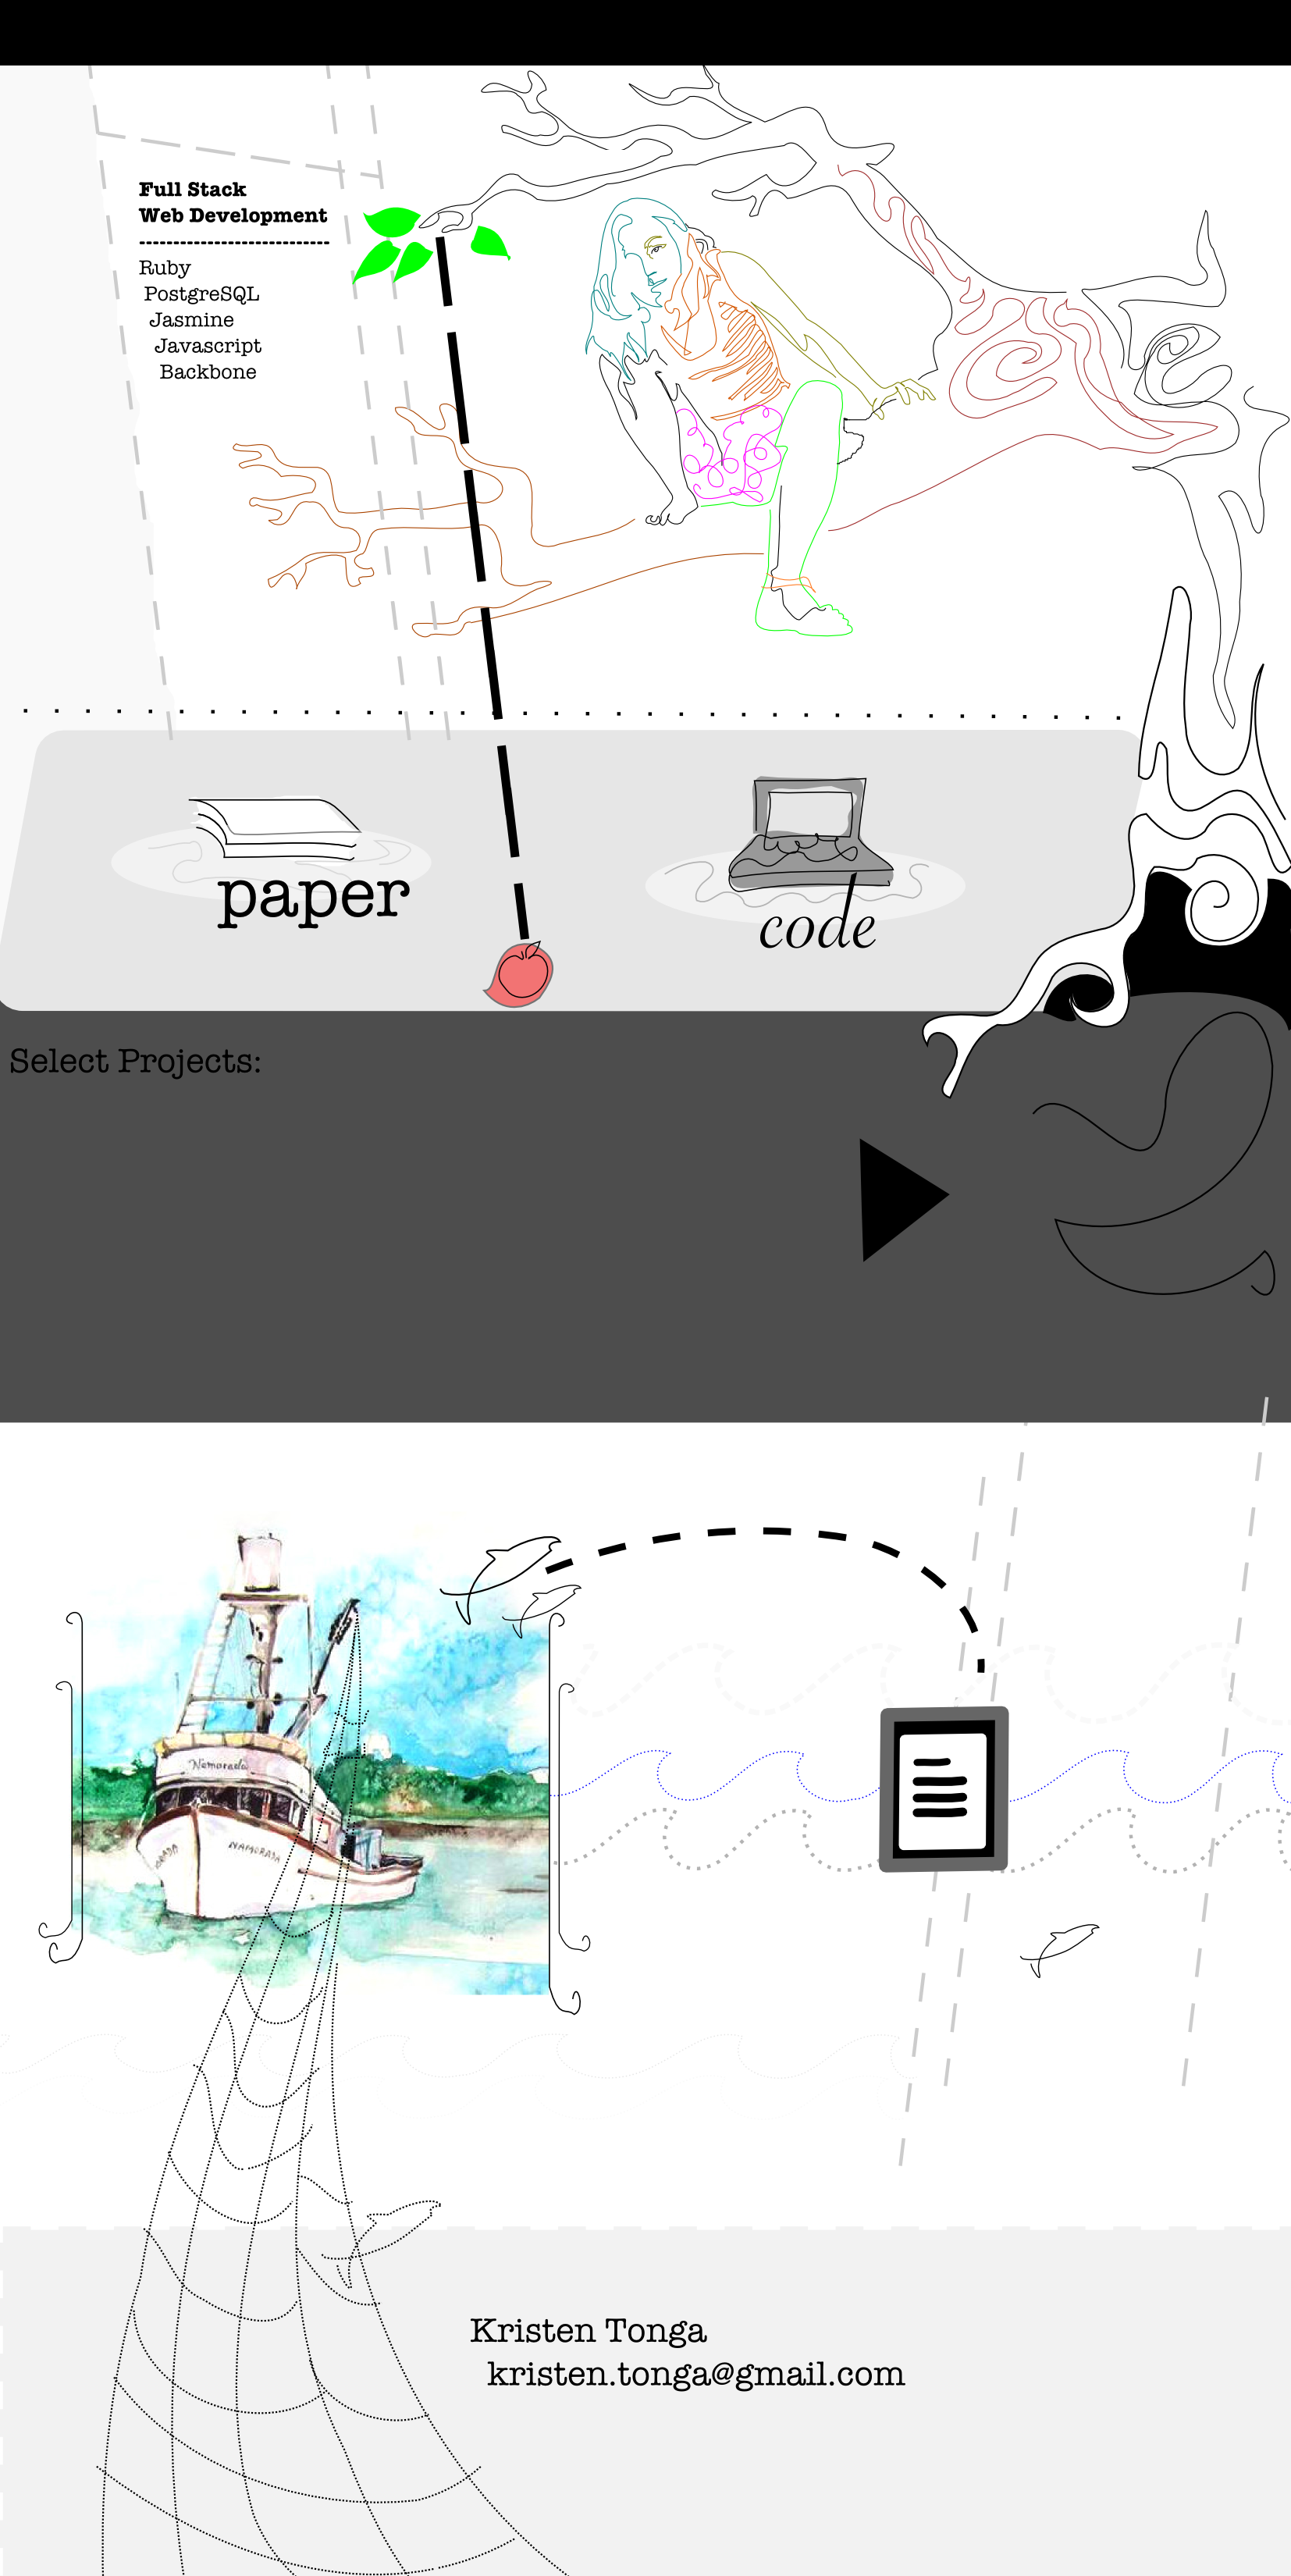 Full Stack
Web Development
----------------------------
Ruby
PostgreSQL
Jasmine
Javascript
Backbone
paper
code
Select Projects:
Namorada
NAMORADA
Kristen Tonga
kristen.tonga@gmail.com